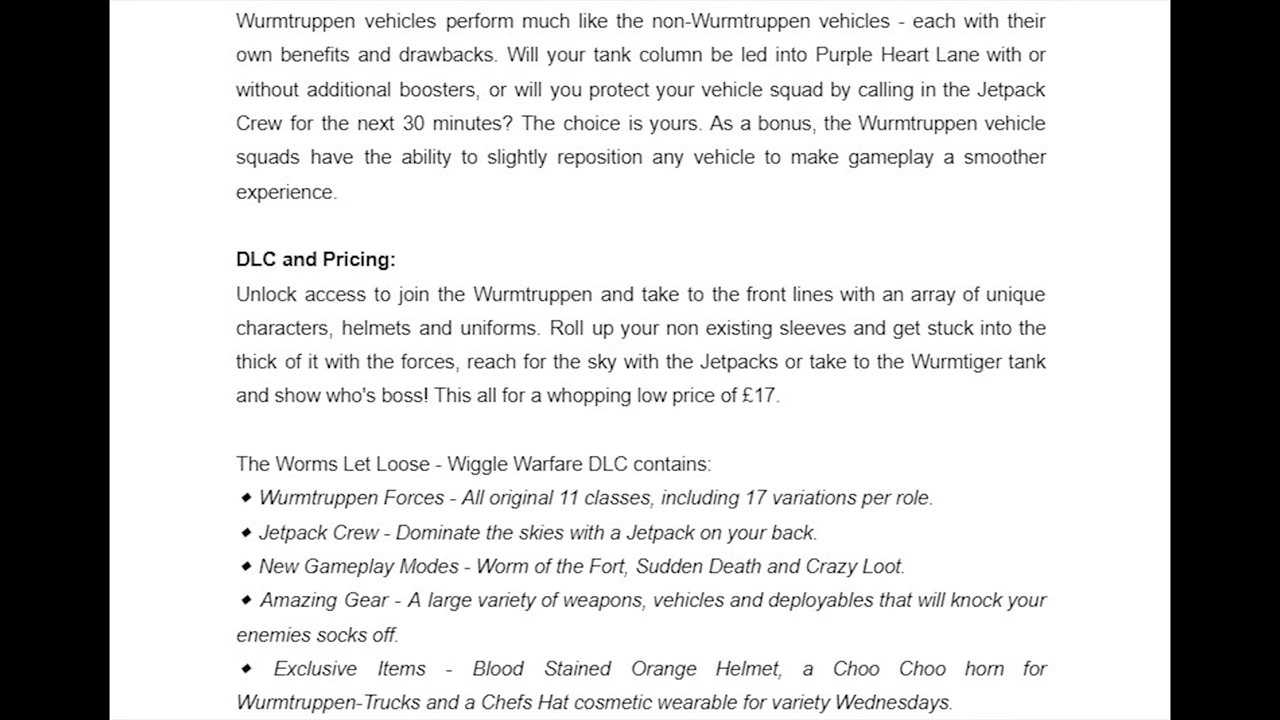 Wurmtruppen vehicles perform much like the non-Wurmtruppen vehicles - each with their
own benefits and drawbacks. Will your tank column be led into Purple Heart Lane with or
without additional boosters, or will you protect your vehicle squad by calling in the Jetpack
Crew for the next 30 minutes? The choice is yours. As a bonus, the Wurmtruppen vehicle
squads have the ability to slightly reposition any vehicle to make gameplay a smoother
experience.
DLC and Pricing:
Unlock access to join the Wurmtruppen and take to the front lines with an array of unique
characters, helmets and uniforms. Roll up your non existing sleeves and get stuck into the
thick of it with the forces, reach for the sky with the Jetpacks or take to the Wurmtiger tank
and show who's boss! This all for a whopping low price of £17.
The Worms Let Loose - Wiggle Warfare DLC contains:
◆ Wurmtruppen Forces - All original 11 classes, including 17 variations per role.
◆ Jetpack Crew - Dominate the skies with a Jetpack on your back.
◆ New Gameplay Modes - Worm of the Fort, Sudden Death and Crazy Loot.
◆ Amazing Gear - A large variety of weapons, vehicles and deployables that will knock your
enemies socks off.
◆ Exclusive Items - Blood Stained Orange Helmet, a Choo Choo horn for
Wurmtruppen-Trucks and a Chefs Hat cosmetic wearable for variety Wednesdays.